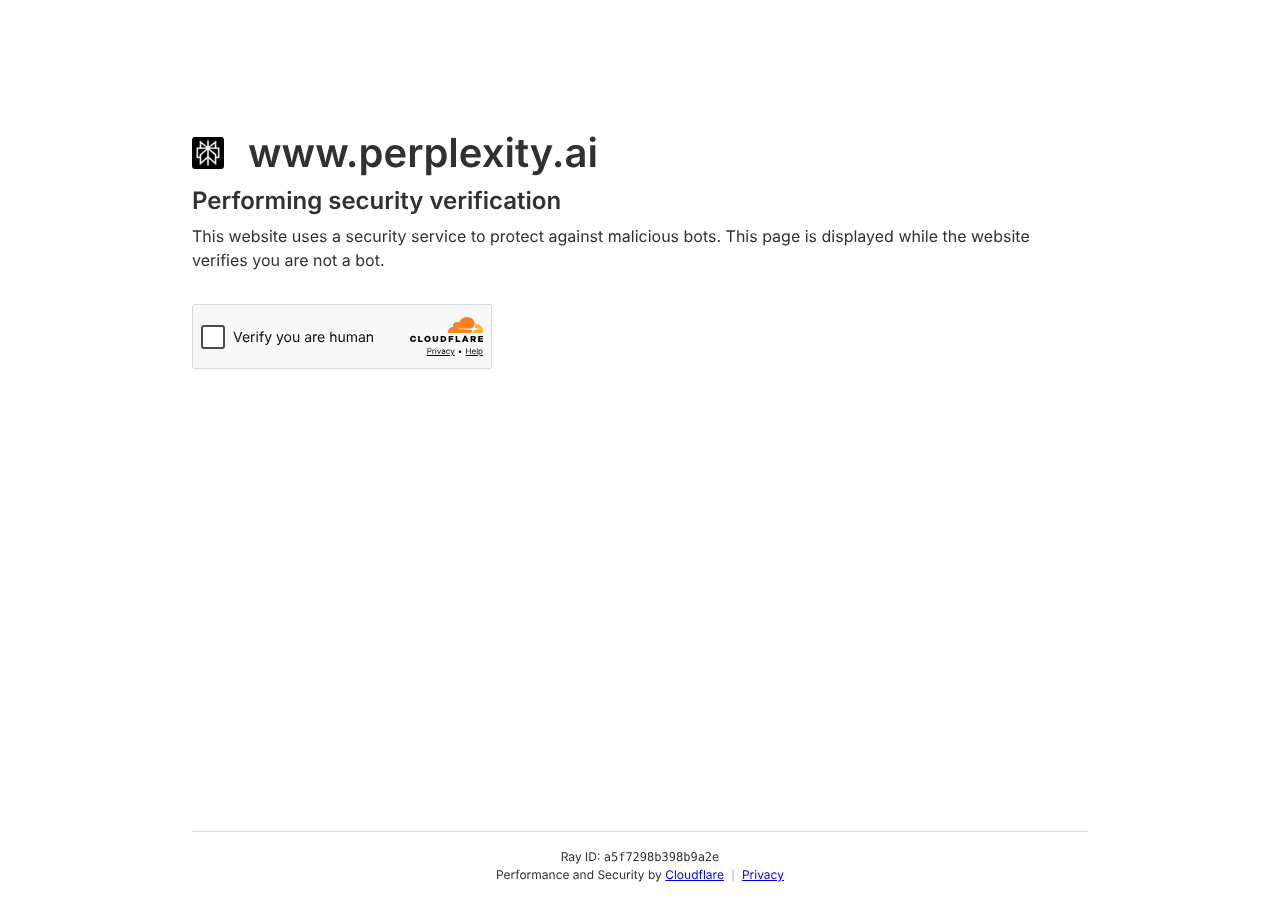 www.perplexity.ai
Performing security verification
This website uses a security service to protect against malicious bots. This page is displayed while the website
verifies you are not a bot.
Verify you are human
CLOUDFLARE
Privacy • Help
Ray ID: a5f7298b398b9a2e
Performance and Security by Cloudflare | Privacy